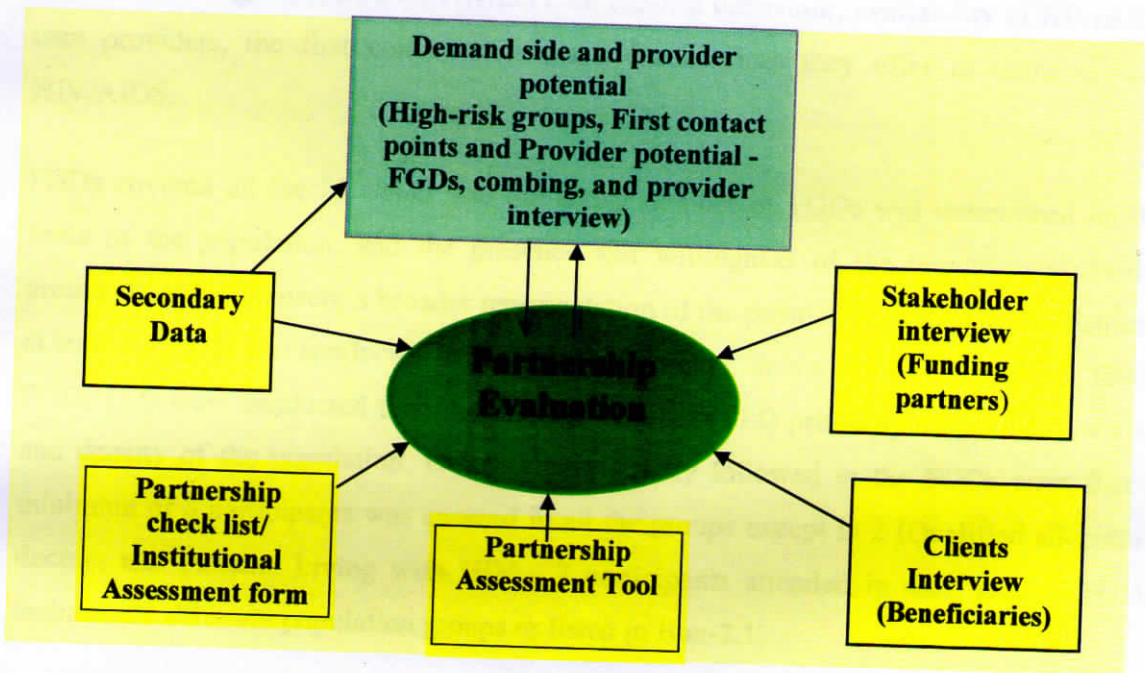 Demand side and provider
potential
(High-risk groups, First contact
points and Provider potential -
FGDs, combing, and provider
interview)
Secondary
Data
Stakeholder
interview
(Funding
partners)
Partnership
Evaluation
Partnership
check list/
Institutional
Assessment form
Partnership
Assessment Tool
Clients
Interview
(Beneficiaries)